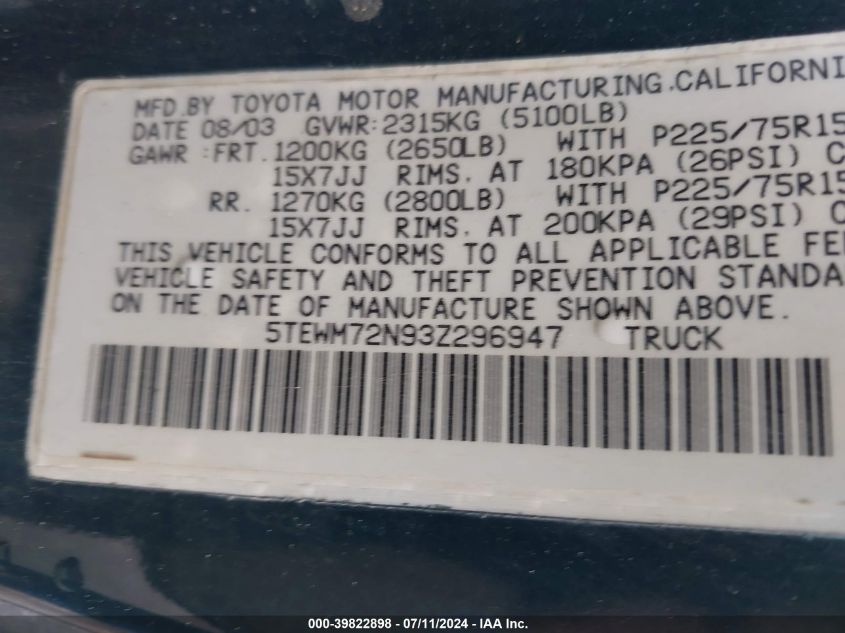 MFD.BY TOYOTA MOTOR MANUFACTURING.CALIFORNI
DATE 08/03 GVWR:2315KG (5100LB)
GAWR :FRT. 1200KG (2650LB) WITH P225/75R15
15X7JJ RIMS. AT 180KPA (26PSI) C
RR. 1270KG (2800LB) WITH P225/75R15
15X7JJ RIMS. AT 200KPA (29PSI) C
THIS VEHICLE CONFORMS TO ALL APPLICABLE FE
VEHICLE SAFETY AND THEFT PREVENTION STANDA
ON THE DATE OF MANUFACTURE SHOWN ABOVE.
5TEWM72N93Z296947 TRUCK
000-39822898 - 07/11/2024 - IAA Inc.